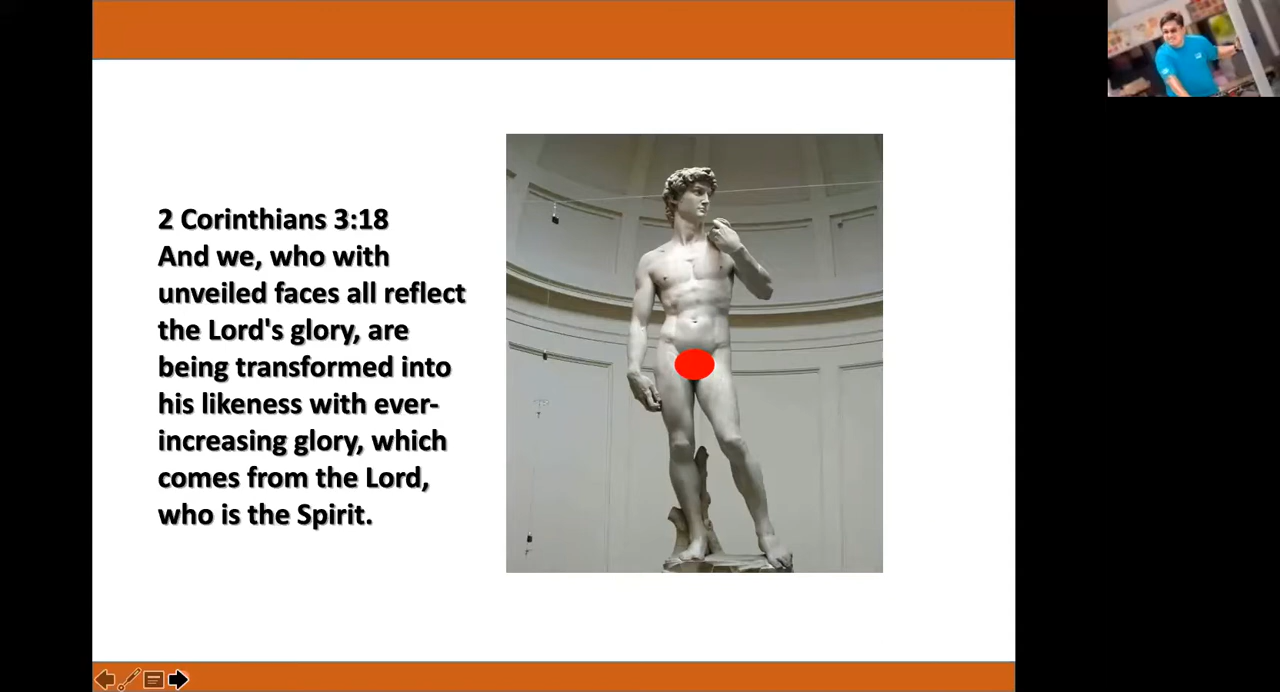 2 Corinthians 3:18
And we, who with
unveiled faces all reflect
the Lord's glory, are
being transformed into
his likeness with ever-
increasing glory, which
comes from the Lord,
who is the Spirit.